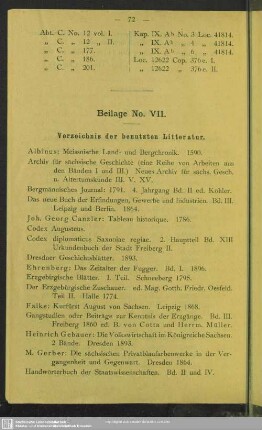 — 72 —
Abt. C. No. 12 vol. I.
„ C. „ 12 „ II.
„ C. „ 177.
„ C. „ 186.
„ C. „ 201.
Kap. IX. Ab No. 3 Loc. 41814.
„ IX. Ab „ 4 „ 41814.
„ IX. A „ 6 „ 41814.
Loc. 12622 Cap. 376e I.
„ 12622 „ 376e. II.
Beilage No. VII.
Verzeichnis der benutzten Litteratur.
Albinus: Meissnische Land- und Bergchronik. 1590.
Archiv für sächsische Geschichte (eine Reihe von Arbeiten aus
den Bänden I und III.) Neues Archiv für sächs. Gesch.
u. Altertumskunde III. V. XV.
Bergmännisches Journal: 1791. 4. Jahrgang Bd. II ed. Köhler.
Das neue Buch der Erfindungen, Gewerbe und Industrien. Bd. III.
Leipzig und Berlin. 1864.
Joh. Georg Canzler: Tableau historique. 1786.
Codex Augusteus.
Codex diplomaticus Saxoniae regiae. 2. Hauptteil Bd. XIII
Urkundenbuch der Stadt Freiberg II.
Dresdner Geschichtsblätter. 1893.
Ehrenberg: Das Zeitalter der Fugger. Bd. I. 1896.
Erzgebirgische Blätter. 1. Teil. Schneeberg 1798.
Der Erzgebirgische Zuschauer. ed. Mag. Gotth. Friedr. Oesfeld.
Teil II. Halle 1774.
Falke: Kurfürst August von Sachsen. Leipzig 1868.
Gangstudien oder Beiträge zur Kenntnis der Erzgänge. Bd. III.
Freiberg 1860 ed B. von Cotta und Herrm. Müller.
Heinrich Gebauer: Die Volkswirtschaft im Königreiche Sachsen.
2 Bände. Dresden 1893.
M. Gerber: Die sächsischen Privatblaufarbenwerke in der Ver-
gangenheit und Gegenwart. Dresden 1864.
Handwörterbuch der Staatswissenschaften. Bd. II und IV.